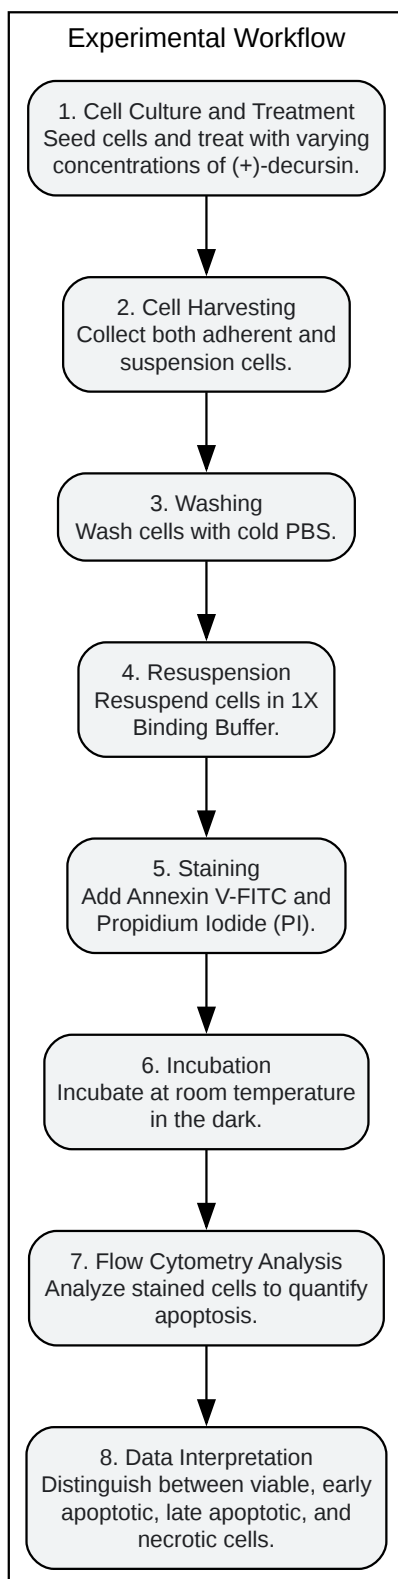 Experimental Workflow
1. Cell Culture and Treatment
Seed cells and treat with varying
concentrations of (+)-decursin.
2. Cell Harvesting
Collect both adherent and
suspension cells.
3. Washing
Wash cells with cold PBS.
4. Resuspension
Resuspend cells in 1X
Binding Buffer.
5. Staining
Add Annexin V-FITC and
Propidium Iodide (PI).
6. Incubation
Incubate at room temperature
in the dark.
7. Flow Cytometry Analysis
Analyze stained cells to quantify
apoptosis.
8. Data Interpretation
Distinguish between viable, early
apoptotic, late apoptotic, and
necrotic cells.